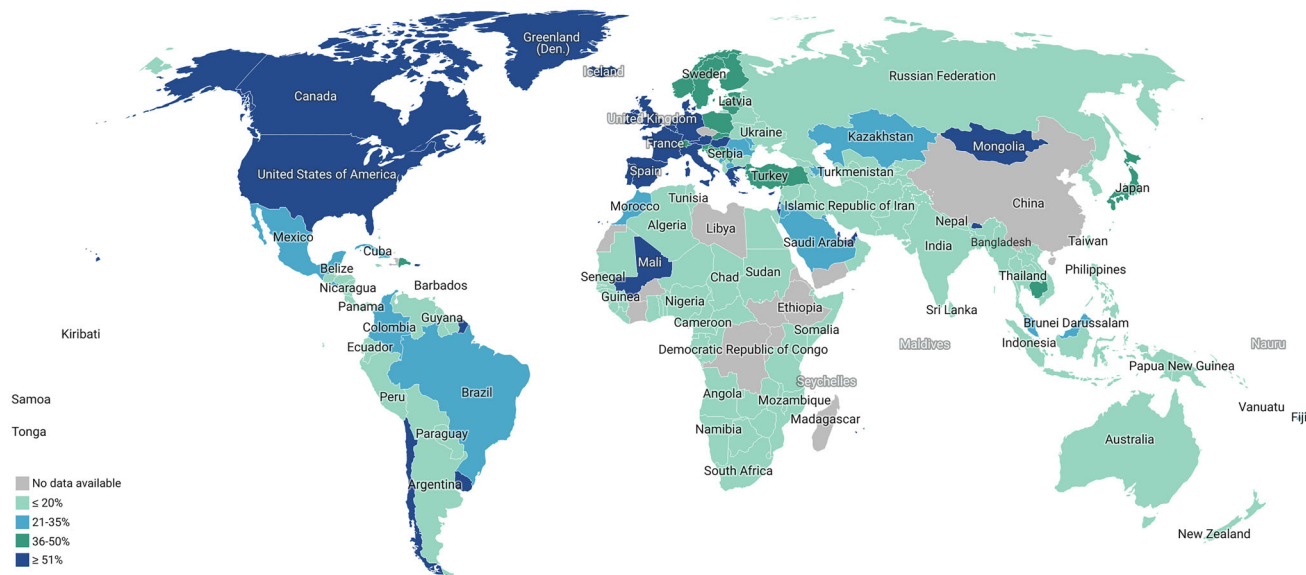 Greenland
(Den.)
Iceland
Canada
Sweden
Russian Federation
Latvia
United Kingdom
Ukraine
Kazakhstan
France
Mongolia
Serbia
Spain
United States of America
Turkey
Turkmenistan
Japan
Tunisia
Morocco
Islamic Republic of Iran
China
Algeria
Libya
Nepal
Mexico
Saudi Arabia
India
Bangladesh
Taiwan
Cuba
Mali
Belize
Senegal
Chad
Sudan
Thailand
Philippines
Nicaragua
Barbados
Guinea
Nigeria
Panama
Ethiopia
Sri Lanka
Guyana
Cameroon
Colombia
Somalia
Brunei Darussalam
Kiribati
Ecuador
Democratic Republic of Congo
Maldives
Indonesia
Nauru
Papua New Guinea
Seychelles
Brazil
Angola
Peru
Samoa
Mozambique
Vanuatu
Madagascar
Fiji
Tonga
Namibia
Paraguay
Australia
South Africa
Argentina
New Zealand
No data available
≤ 20%
21-35%
36-50%
≥ 51%